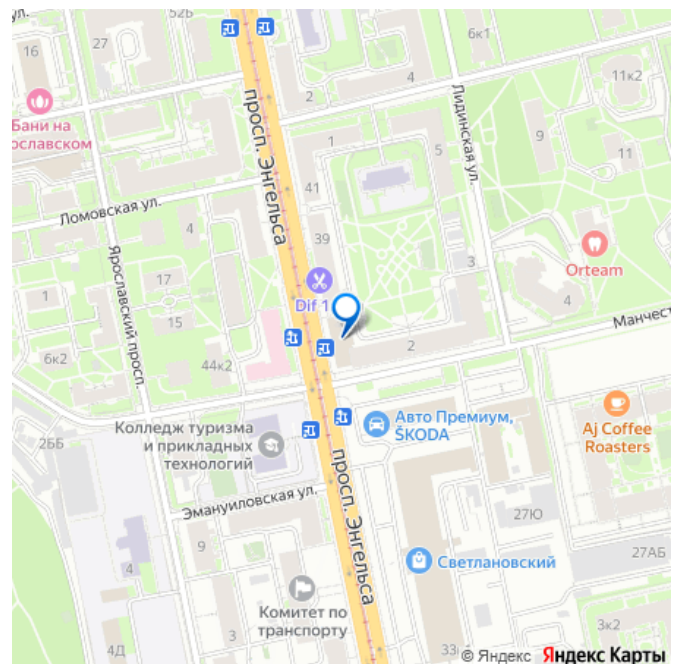 52Б
16
27
6к1
11к2
4
2
Бани на
рославском
просп. Энгельса
Лидинская ул.
1
5
9
11
41
Ломовская ул.
4
39
Orteam
17
3
Ярославский просп.
Dif 1
1
15
4
Манчест
6к2
44к2
2
Авто Премиум,
ŠKODA
Aj Coffee
Roasters
Колледж туризма
и прикладных
технологий
2ББ
просп. Энгельса
Эмануиловская ул.
27Ю
9
27АБ
4
Светлановский
Комитет по
транспорту
3к2
3
4Д
33
© Яндекс Яндекс Карты